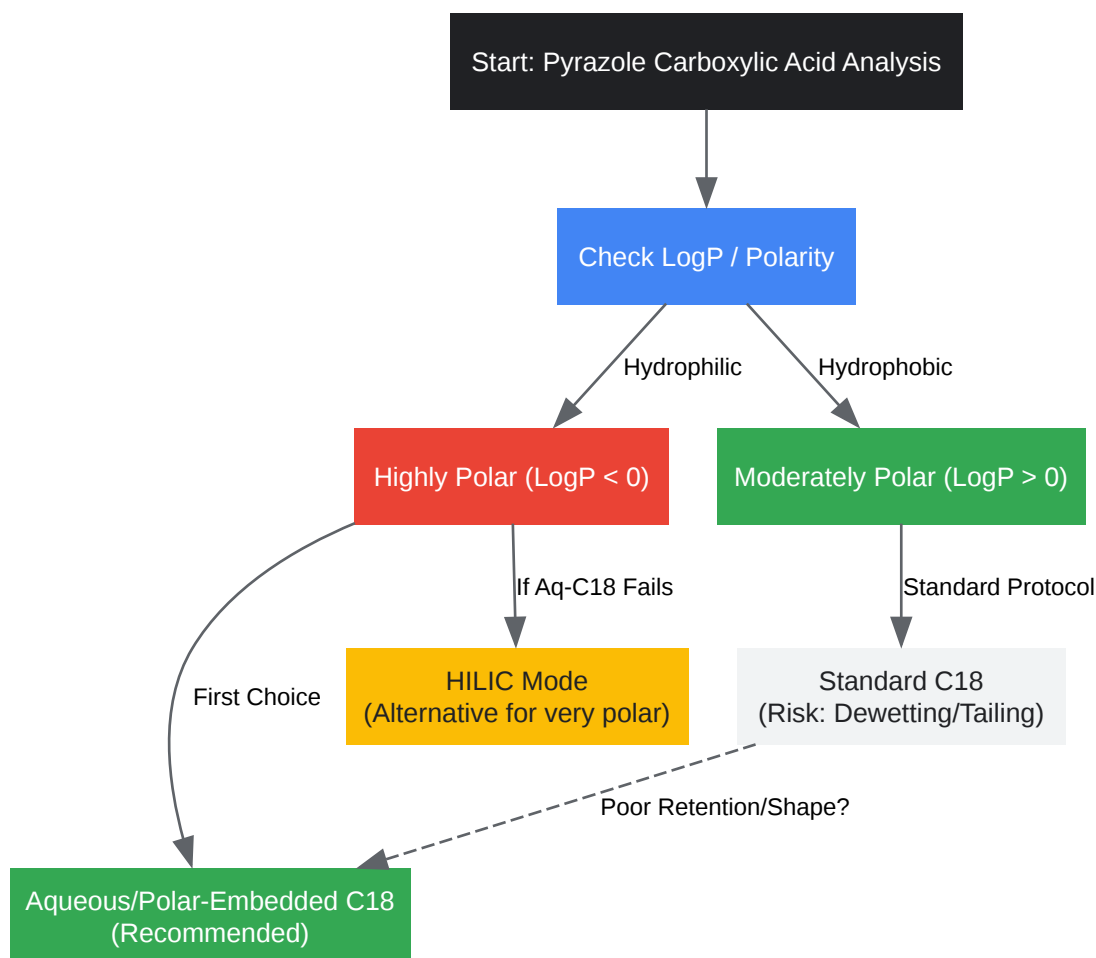 Start: Pyrazole Carboxylic Acid Analysis
Check LogP / Polarity
Hydrophilic
Hydrophobic
Highly Polar (LogP < 0)
Moderately Polar (LogP > 0)
If Aq-C18 Fails
Standard Protocol
HILIC Mode
(Alternative for very polar)
Standard C18
(Risk: Dewetting/Tailing)
First Choice
Poor Retention/Shape?
Aqueous/Polar-Embedded C18
(Recommended)